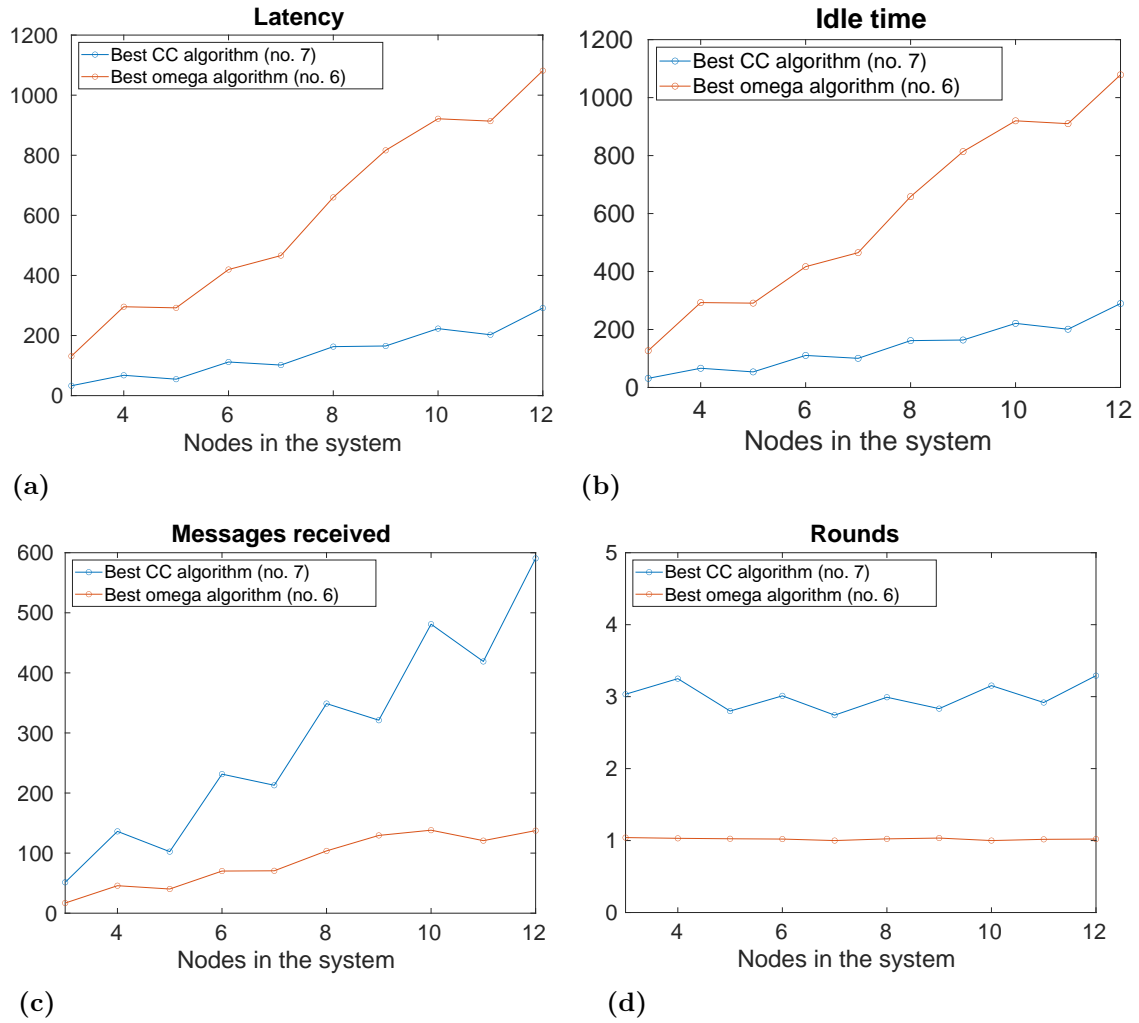 Latency
1200
1000
800
600
400
200
0
Best CC algorithm (no. 7)
Best omega algorithm (no. 6)
4 6 8 10 12
Nodes in the system
(a)
Idle time
1200
1000
800
600
400
200
0
Best CC algorithm (no. 7)
Best omega algorithm (no. 6)
4 6 8 10 12
Nodes in the system
(b)
Messages received
600
500
400
300
200
100
0
Best CC algorithm (no. 7)
Best omega algorithm (no. 6)
4 6 8 10 12
Nodes in the system
(c)
Rounds
5
4
3
2
1
0
Best CC algorithm (no. 7)
Best omega algorithm (no. 6)
4 6 8 10 12
Nodes in the system
(d)